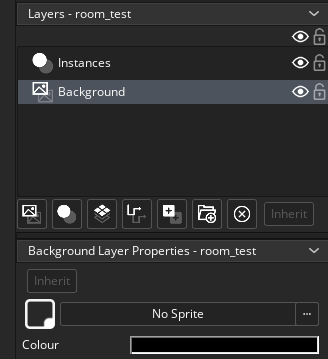 Layers - room_test
Instances
Background
Inherit
Background Layer Properties - room_test
Inherit
No Sprite
...
Colour